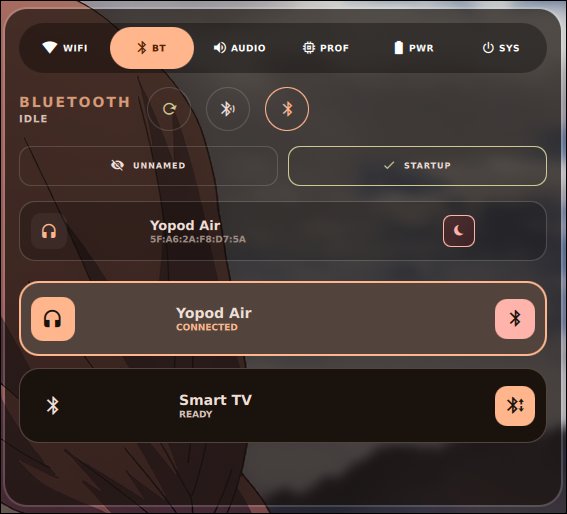 WIFI BT AUDIO PROF PWR SYS
BLUETOOTH
IDLE
UNNAMED STARTUP
Yopod Air
5F:A6:2A:F8:D7:5A
Yopod Air
CONNECTED
Smart TV
READY